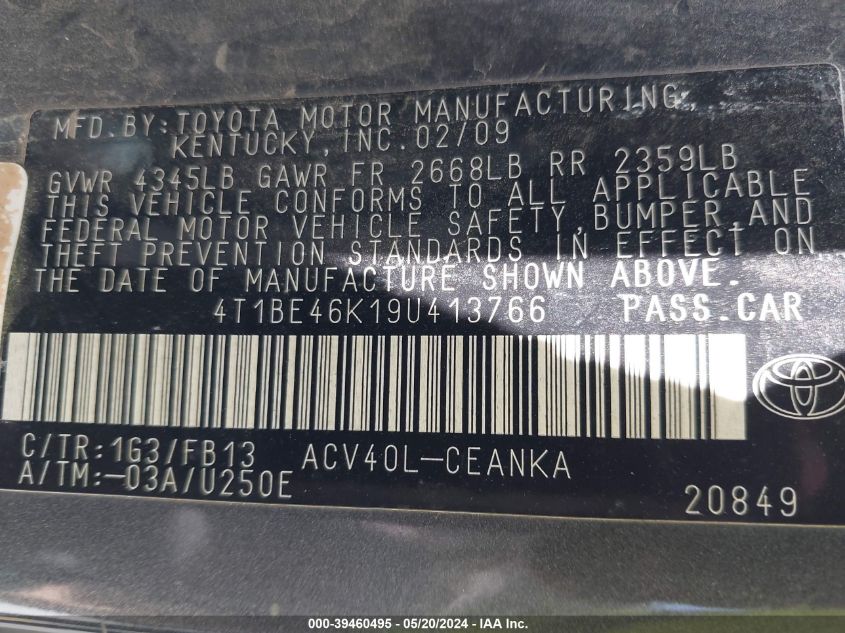 MFD. BY: TOYOTA MOTOR MANUFACTURING,
KENTUCKY, INC. 02/09
GVWR 4345LB GAWR FR 2668LB RR 2359LB
THIS VEHICLE CONFORMS TO ALL APPLICABLE
FEDERAL MOTOR VEHICLE SAFETY, BUMPER, AND
THEFT PREVENTION STANDARDS IN EFFECT ON
THE DATE OF MANUFACTURE SHOWN ABOVE.
4T1BE46K19U413766 PASS.CAR
C/TR:1G3/FB13 ACV40L-CEANKA
A/TM:-03A/U250E
20849
000-39460495 - 05/20/2024 - IAA Inc.